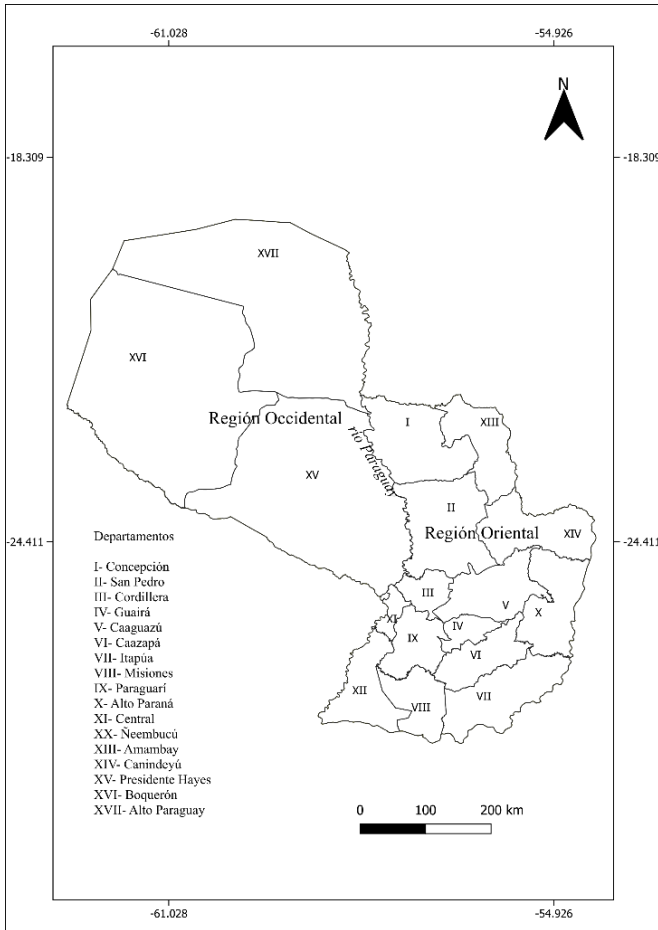 -61.028
-54.926
N
-18.309
-18.309
XVII
XVI
Región Occidental
I
XIII
río Paraguay
XV
II
Región Oriental
XIV
-24.411
-24.411
Departamentos
I- Concepción
II- San Pedro
III- Cordillera
IV- Guairá
V- Caaguazú
VI- Caazapá
VII- Itapúa
VIII- Misiones
IX- Paraguarí
X- Alto Paraná
XI- Central
XX- Ñeembucú
XIII- Amambay
XIV- Canindeyú
XV- Presidente Hayes
XVI- Boquerón
XVII- Alto Paraguay
III
V
X
XI
IV
IX
VI
XII
VII
VIII
0 100 200 km
-61.028
-54.926